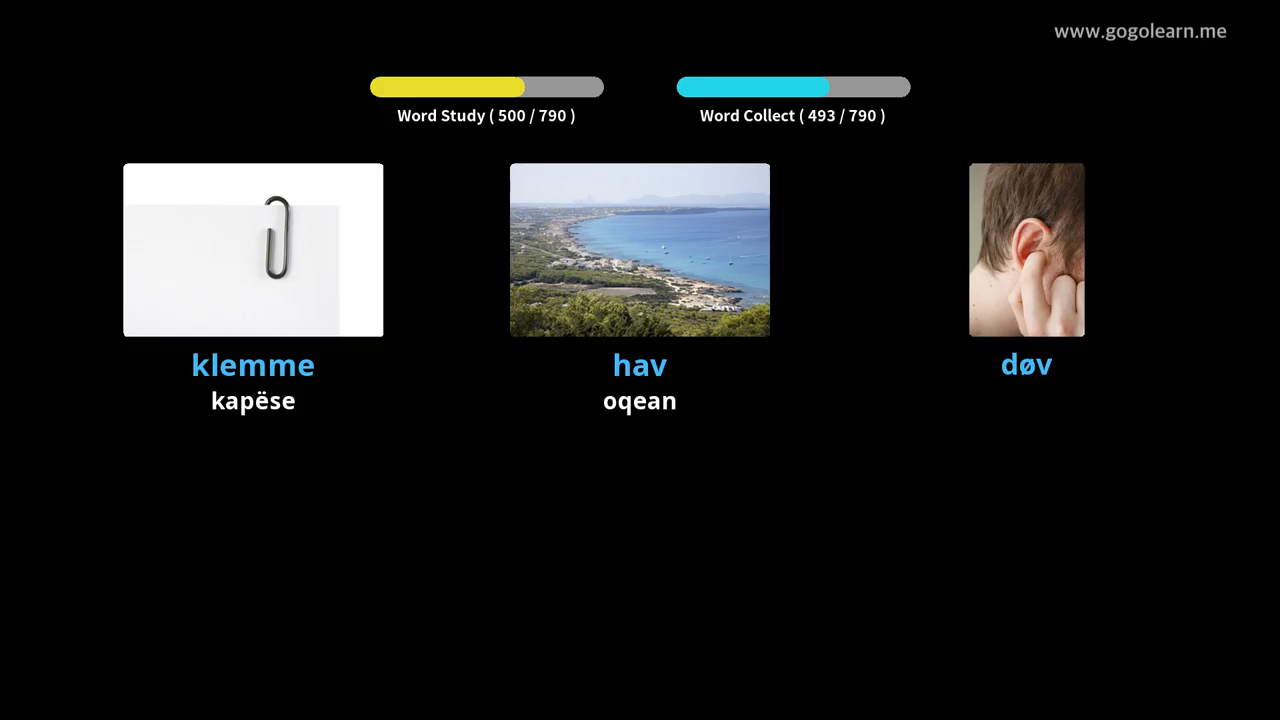 www.gogolearn.me
Word Study ( 500 / 790 )
Word Collect ( 493 / 790 )
klemme
kapëse
hav
oqean
døv